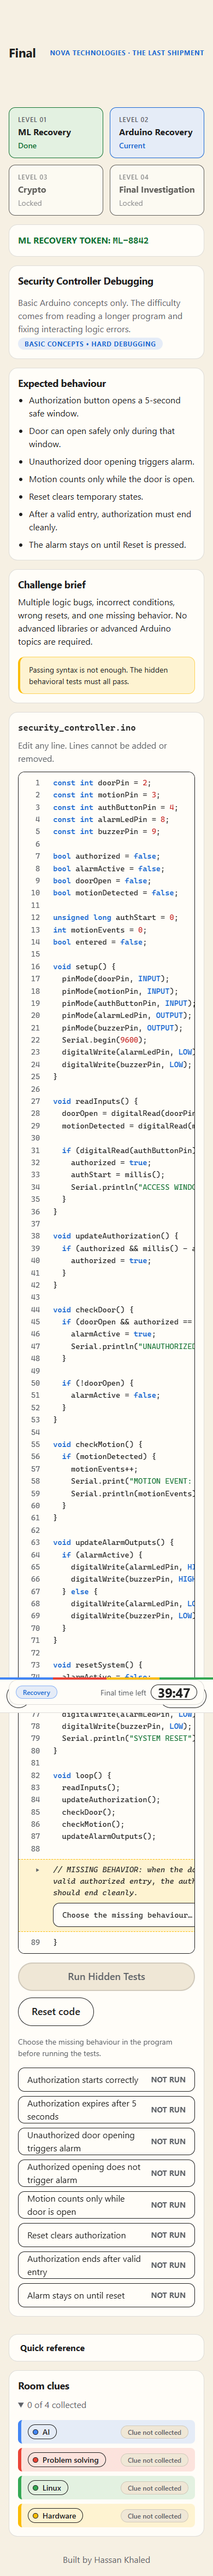 Final
NOVA TECHNOLOGIES · THE LAST SHIPMENT
LEVEL 01
ML Recovery
Done
LEVEL 02
Arduino Recovery
Current
LEVEL 03
Crypto
Locked
LEVEL 04
Final Investigation
Locked
ML RECOVERY TOKEN: ML-8842
Security Controller Debugging
Basic Arduino concepts only. The difficulty
comes from reading a longer program and
fixing interacting logic errors.
BASIC CONCEPTS • HARD DEBUGGING
Expected behaviour
• Authorization button opens a 5-second
safe window.
• Door can open safely only during that
window.
• Unauthorized door opening triggers alarm.
• Motion counts only while the door is open.
• Reset clears temporary states.
• After a valid entry, authorization must end
cleanly.
• The alarm stays on until Reset is pressed.
Challenge brief
Multiple logic bugs, incorrect conditions,
wrong resets, and one missing behavior. No
advanced libraries or advanced Arduino
topics are required.
Passing syntax is not enough. The hidden
behavioral tests must all pass.
security_controller.ino
Edit any line. Lines cannot be added or
removed.
1 const int doorPin = 2;
2 const int motionPin = 3;
3 const int authButtonPin = 4;
4 const int alarmLedPin = 8;
5 const int buzzerPin = 9;
6
7 bool authorized = false;
8 bool alarmActive = false;
9 bool doorOpen = false;
10 bool motionDetected = false;
11
12 unsigned long authStart = 0;
13 int motionEvents = 0;
14 bool entered = false;
15
16 void setup() {
17 pinMode(doorPin, INPUT);
18 pinMode(motionPin, INPUT);
19 pinMode(authButtonPin, INPUT);
20 pinMode(alarmLedPin, OUTPUT);
21 pinMode(buzzerPin, OUTPUT);
22 Serial.begin(9600);
23 digitalWrite(alarmLedPin, LOW)
24 digitalWrite(buzzerPin, LOW);
25 }
26
27 void readInputs() {
28 doorOpen = digitalRead(doorPin
29 motionDetected = digitalRead(m
30
31 if (digitalRead(authButtonPin)
32 authorized = true;
33 authStart = millis();
34 Serial.println("ACCESS WINDO
35 }
36 }
37
38 void updateAuthorization() {
39 if (authorized && millis() - a
40 authorized = true;
41 }
42 }
43
44 void checkDoor() {
45 if (doorOpen && authorized ==
46 alarmActive = true;
47 Serial.println("UNAUTHORIZED
48 }
49
50 if (!doorOpen) {
51 alarmActive = false;
52 }
53 }
54
55 void checkMotion() {
56 if (motionDetected) {
57 motionEvents++;
58 Serial.print("MOTION EVENT:
59 Serial.println(motionEvents)
60 }
61 }
62
63 void updateAlarmOutputs() {
64 if (alarmActive) {
65 digitalWrite(alarmLedPin, HI
66 digitalWrite(buzzerPin, HIGH
67 } else {
68 digitalWrite(alarmLedPin, LO
69 digitalWrite(buzzerPin, LOW)
70 }
71 }
72
73 void resetSystem() {
74 alarmActive = false;
Recovery
Final time left
39:47
77 digitalWrite(alarmLedPin, LOW)
78 digitalWrite(buzzerPin, LOW);
79 Serial.println("SYSTEM RESET")
80 }
81
82 void loop() {
83 readInputs();
84 updateAuthorization();
85 checkDoor();
86 checkMotion();
87 updateAlarmOutputs();
88
// MISSING BEHAVIOR: when the do
valid authorized entry, the auth
should end cleanly.
Choose the missing behaviour…
89 }
Run Hidden Tests
Reset code
Choose the missing behaviour in the program
before running the tests.
Authorization starts correctly NOT RUN
Authorization expires after 5
seconds NOT RUN
Unauthorized door opening
triggers alarm NOT RUN
Authorized opening does not
trigger alarm NOT RUN
Motion counts only while
door is open NOT RUN
Reset clears authorization NOT RUN
Authorization ends after valid
entry NOT RUN
Alarm stays on until reset NOT RUN
Quick reference
Room clues
▼ 0 of 4 collected
AI Clue not collected
Problem solving Clue not collected
Linux Clue not collected
Hardware Clue not collected
Built by Hassan Khaled